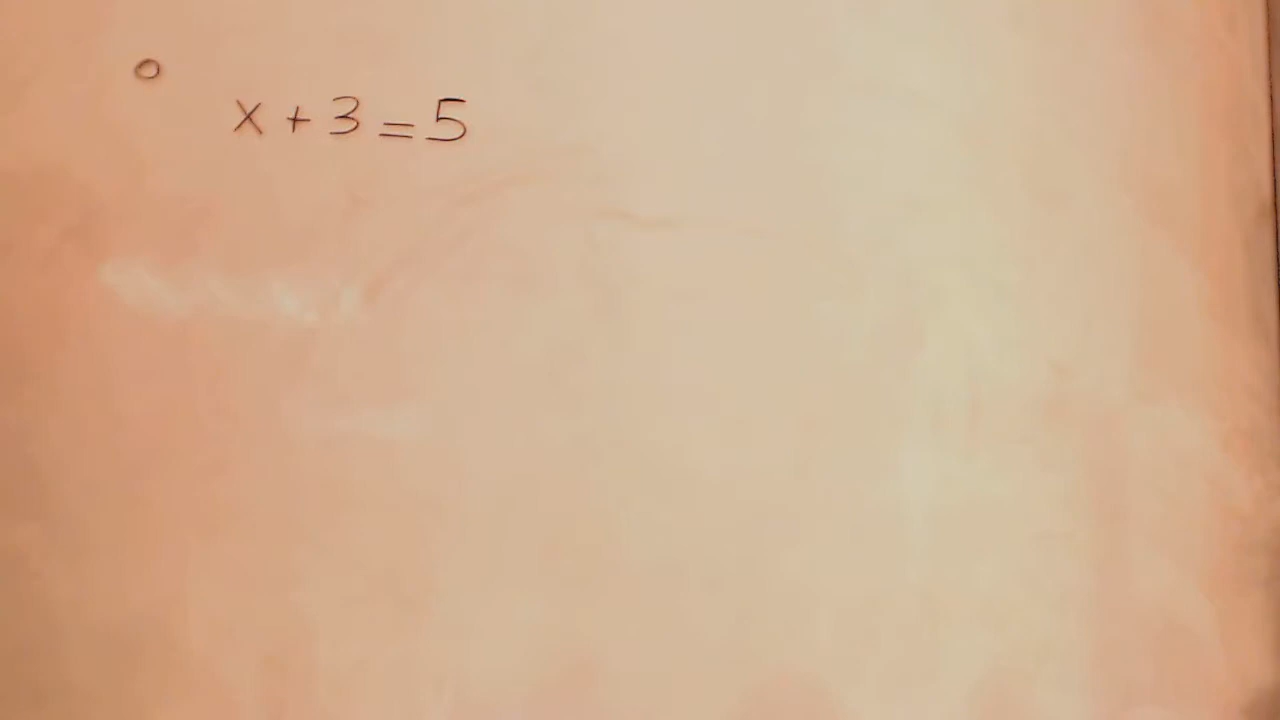 x + 3 = 5